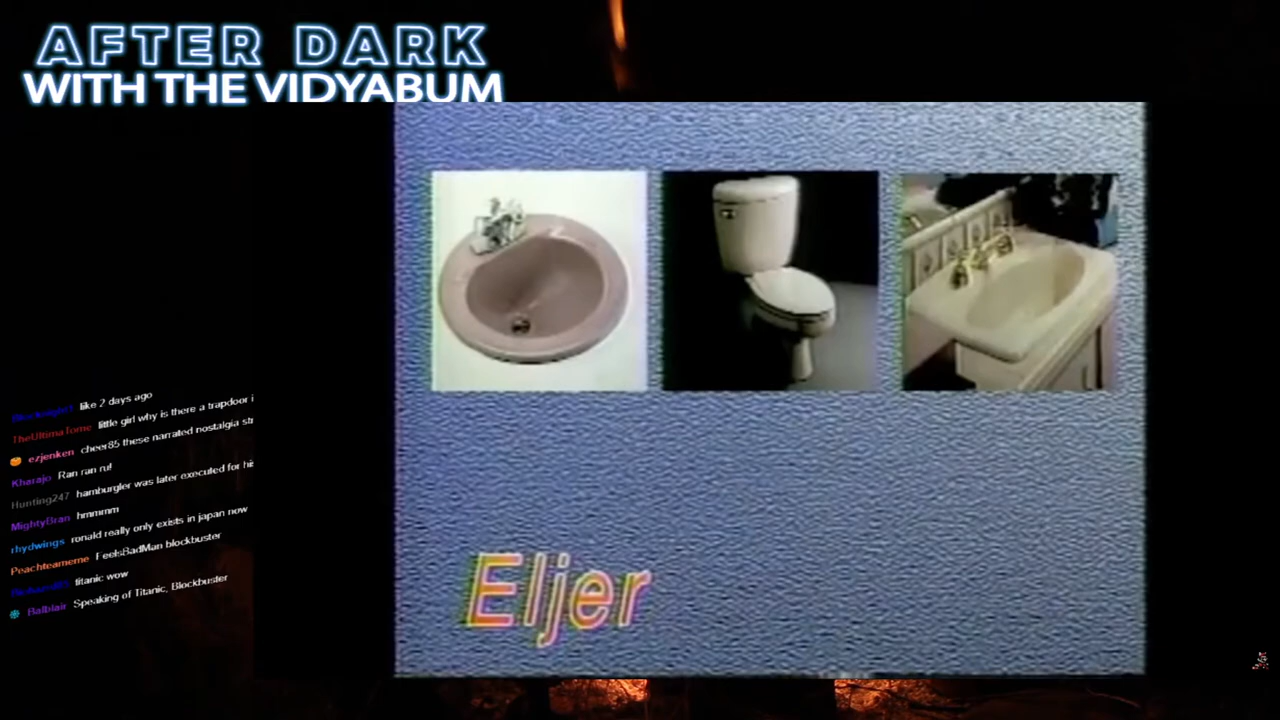 AFTER DARK
WITH THE VIDYABUM
like 2 days ago
TheUltimaTome little girl why is there a trapdoor i
ezjenken cheer85 these narrated nostalgia str
Kharajo Ran ran ru!
Hunting247 hamburgler was later executed for hi
MightyBran hmmmm
rhydwings ronald really only exists in japan now
Peachteameme FeelsBadMan blockbuster
titanic wow
Balblair Speaking of Titanic, Blockbuster
Eljer